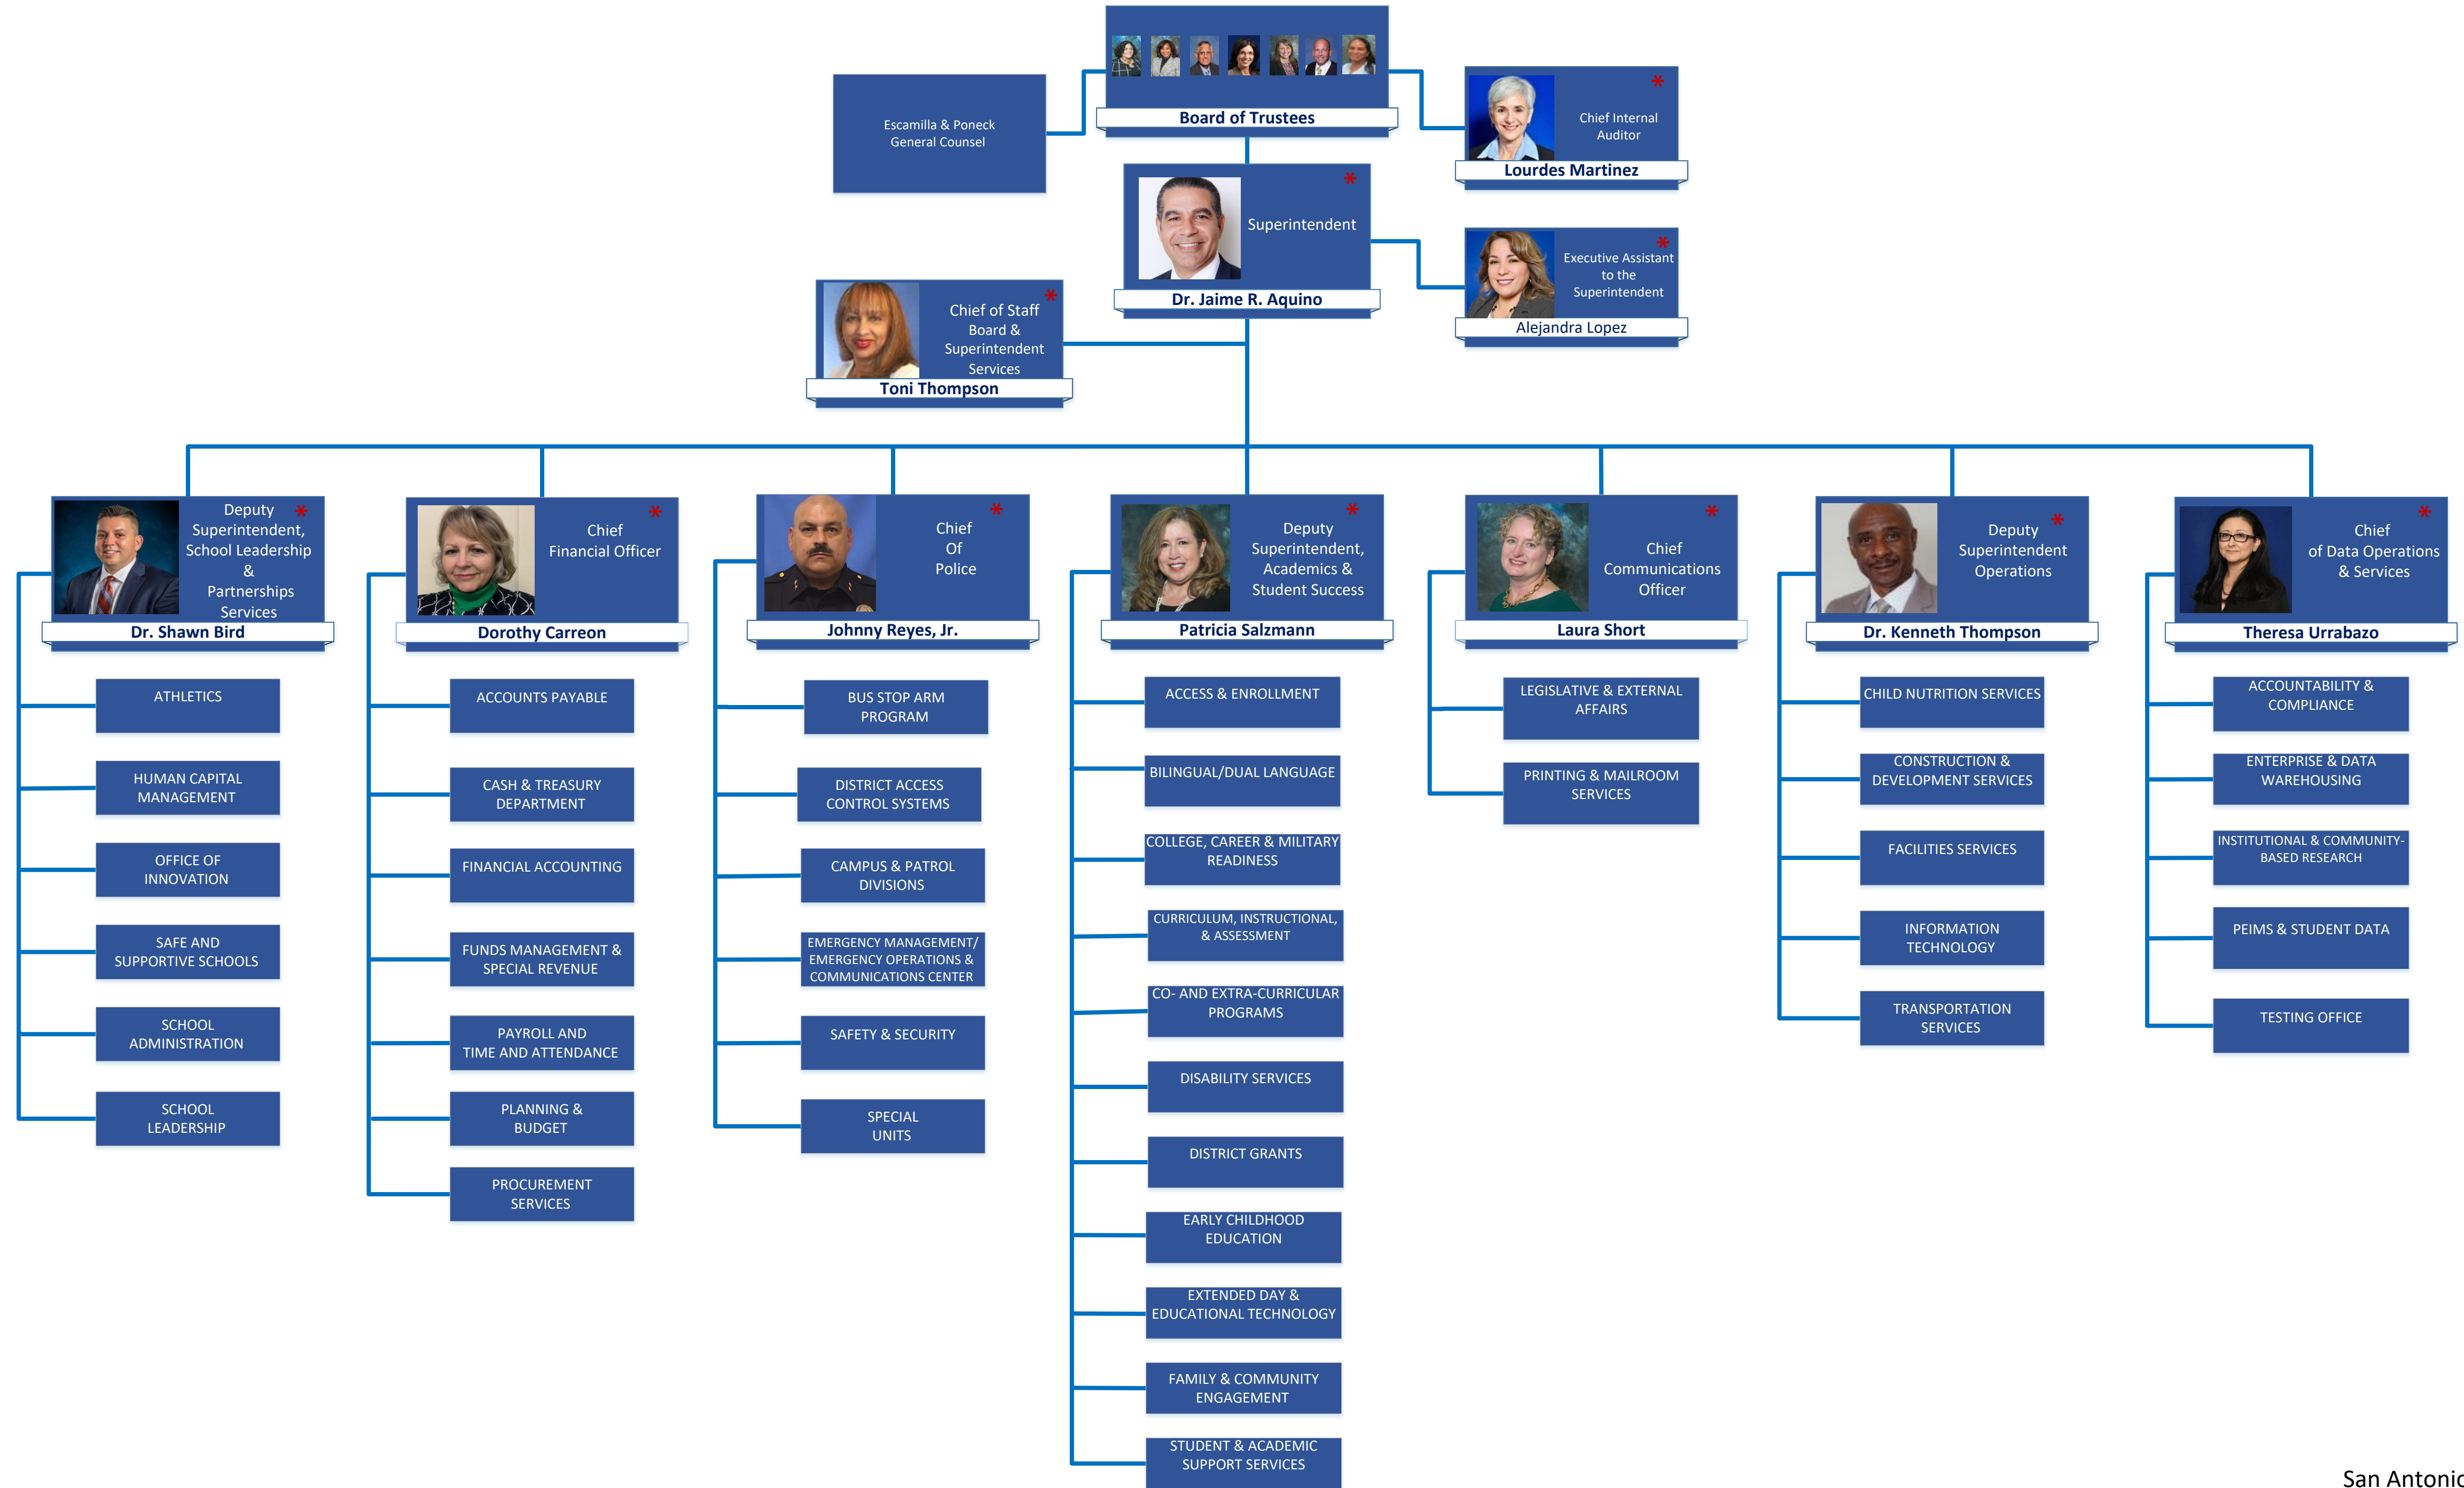 Board of Trustees
Escamilla & Poneck
General Counsel
*
Chief Internal
Auditor
Lourdes Martinez
*
Superintendent
Dr. Jaime R. Aquino
*
Executive Assistant
to the
Superintendent
Alejandra Lopez
*
Chief of Staff
Board &
Superintendent
Services
Toni Thompson
Deputy *
Superintendent,
School Leadership
&
Partnerships
Services
Dr. Shawn Bird
ATHLETICS
HUMAN CAPITAL
MANAGEMENT
OFFICE OF
INNOVATION
SAFE AND
SUPPORTIVE SCHOOLS
SCHOOL
ADMINISTRATION
SCHOOL
LEADERSHIP
*
Chief
Financial Officer
Dorothy Carreon
ACCOUNTS PAYABLE
CASH & TREASURY
DEPARTMENT
FINANCIAL ACCOUNTING
FUNDS MANAGEMENT &
SPECIAL REVENUE
PAYROLL AND
TIME AND ATTENDANCE
PLANNING &
BUDGET
PROCUREMENT
SERVICES
*
Chief
Of
Police
Johnny Reyes, Jr.
BUS STOP ARM
PROGRAM
DISTRICT ACCESS
CONTROL SYSTEMS
CAMPUS & PATROL
DIVISIONS
EMERGENCY MANAGEMENT/
EMERGENCY OPERATIONS &
COMMUNICATIONS CENTER
SAFETY & SECURITY
SPECIAL
UNITS
*
Deputy
Superintendent,
Academics &
Student Success
Patricia Salzmann
ACCESS & ENROLLMENT
BILINGUAL/DUAL LANGUAGE
COLLEGE, CAREER & MILITARY
READINESS
CURRICULUM, INSTRUCTIONAL,
& ASSESSMENT
CO- AND EXTRA-CURRICULAR
PROGRAMS
DISABILITY SERVICES
DISTRICT GRANTS
EARLY CHILDHOOD
EDUCATION
EXTENDED DAY &
EDUCATIONAL TECHNOLOGY
FAMILY & COMMUNITY
ENGAGEMENT
STUDENT & ACADEMIC
SUPPORT SERVICES
*
Chief
Communications
Officer
Laura Short
LEGISLATIVE & EXTERNAL
AFFAIRS
PRINTING & MAILROOM
SERVICES
*
Deputy
Superintendent
Operations
Dr. Kenneth Thompson
CHILD NUTRITION SERVICES
CONSTRUCTION &
DEVELOPMENT SERVICES
FACILITIES SERVICES
INFORMATION
TECHNOLOGY
TRANSPORTATION
SERVICES
*
Chief
of Data Operations
& Services
Theresa Urrabazo
ACCOUNTABILITY &
COMPLIANCE
ENTERPRISE & DATA
WAREHOUSING
INSTITUTIONAL & COMMUNITY-
BASED RESEARCH
PEIMS & STUDENT DATA
TESTING OFFICE
San Antonio